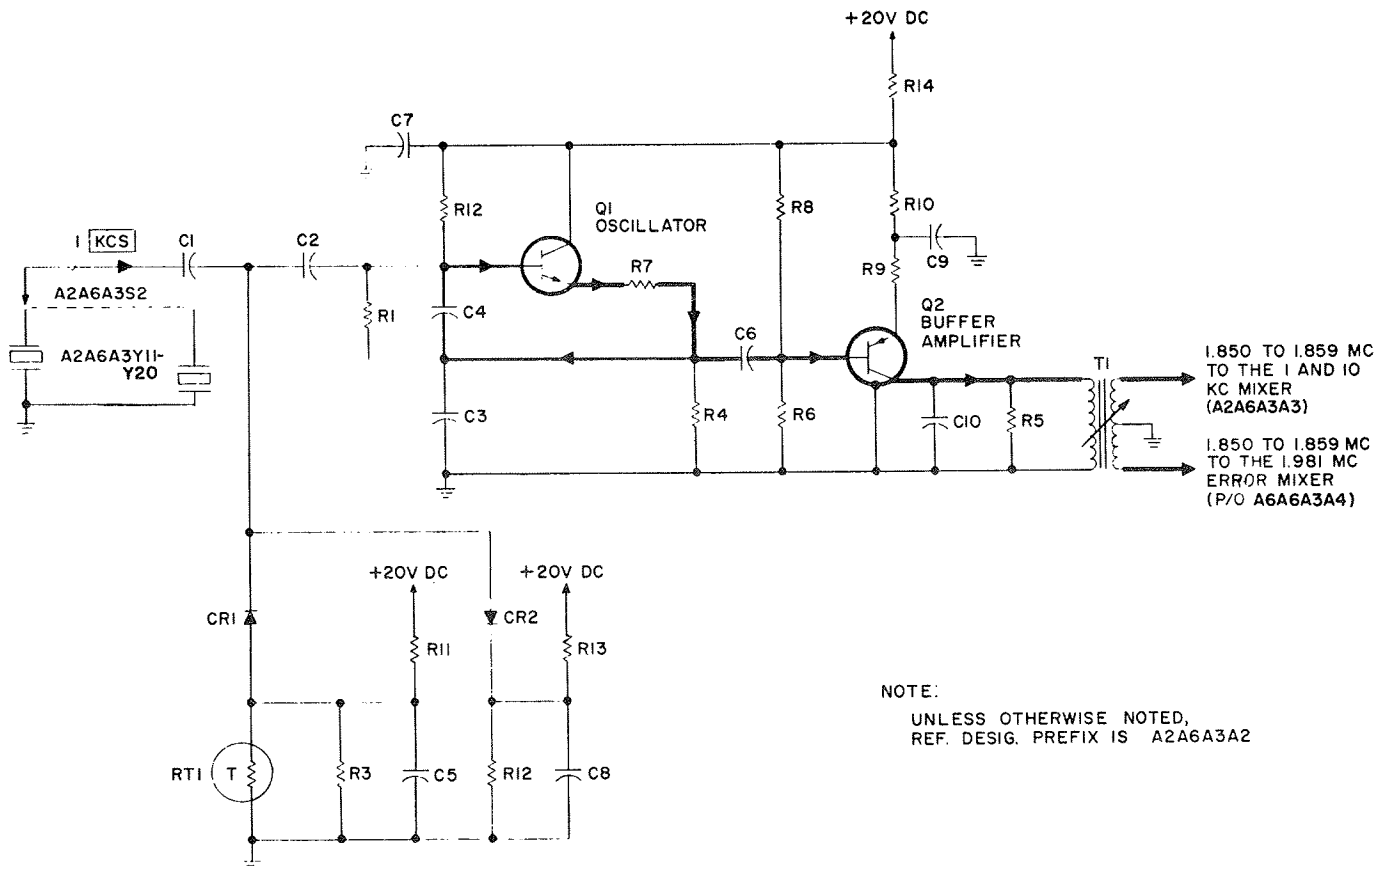 +20V DC
R14
C7
R12
Q1
OSCILLATOR
R8
R10
C9
R9
1 KCS
C1
C2
A2A6A3S2
R1
C4
R7
C6
Q2
BUFFER
AMPLIFIER
A2A6A3Y11-
Y20
C3
R4
R6
C10
R5
T1
1.850 TO 1.859 MC
TO THE 1 AND 10
KC MIXER
(A2A6A3A3)
1.850 TO 1.859 MC
TO THE 1.981 MC
ERROR MIXER
(P/O A6A6A3A4)
+20V DC
+20V DC
CR1
R11
CR2
R13
RT1
T
R3
C5
R12
C8
NOTE:
UNLESS OTHERWISE NOTED,
REF. DESIG. PREFIX IS A2A6A3A2